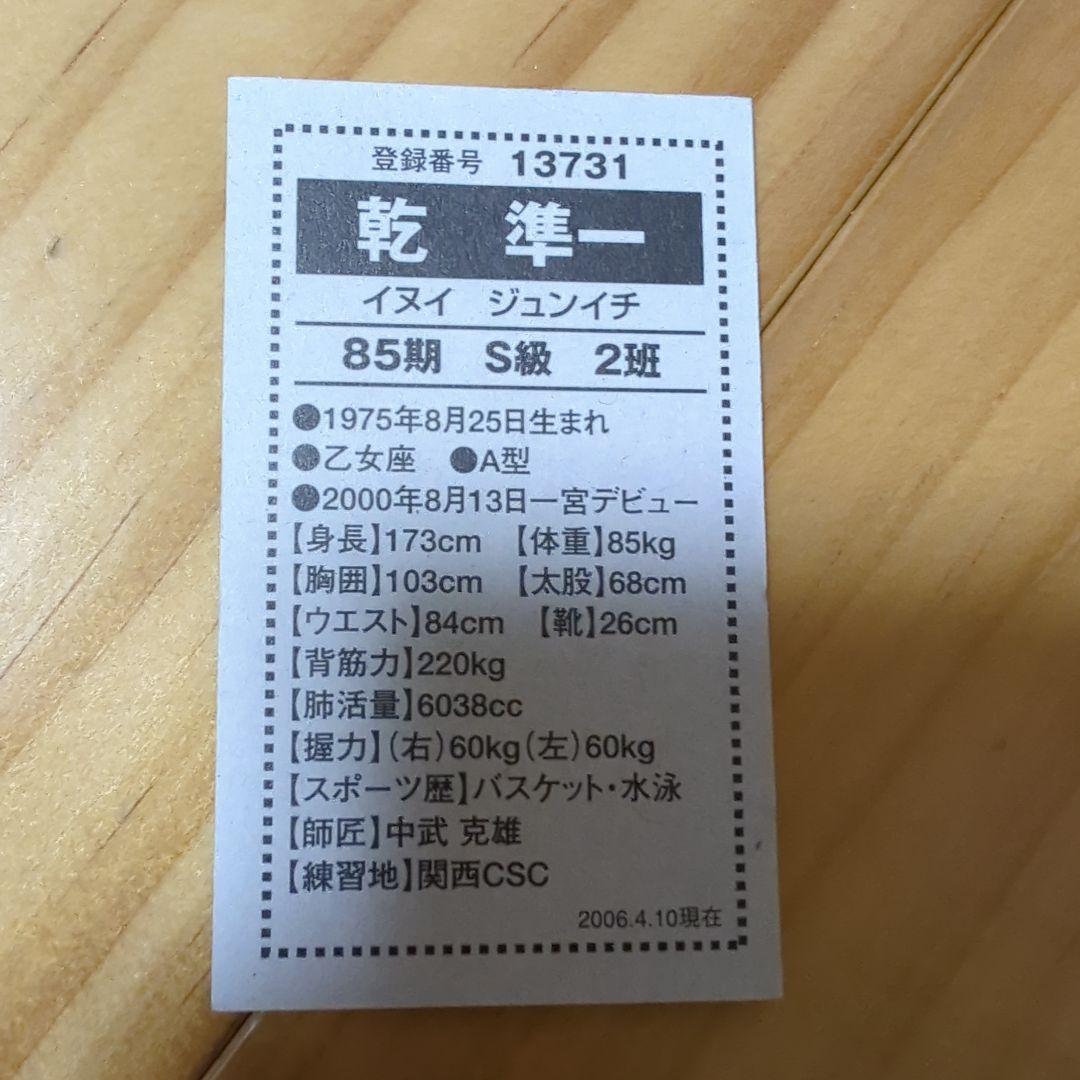 登録番号 13731
乾 準一
イヌイ ジュンイチ
85期 S級 2班
●1975年8月25日生まれ
●乙女座 ●A型
●2000年8月13日一宮デビュー
【身長】173cm 【体重】85kg
【胸囲】103cm 【太股】68cm
【ウエスト】84cm 【靴】26cm
【背筋力】220kg
【肺活量】6038cc
【握力】(右)60kg(左)60kg
【スポーツ歴】バスケット・水泳
【師匠】中武 克雄
【練習地】関西CSC
2006.4.10現在